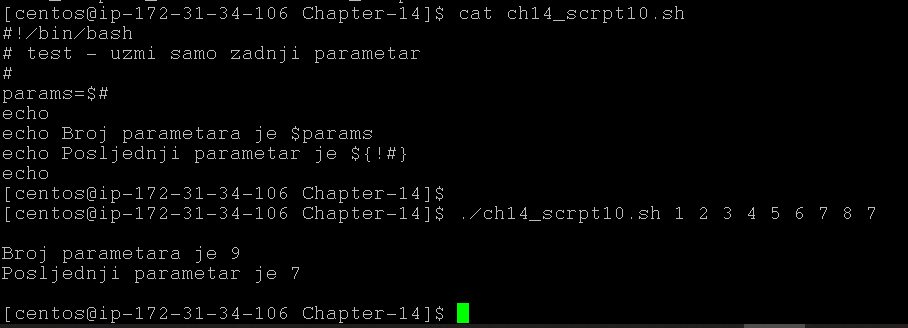 [centos@ip-172-31-34-106 Chapter-14]$ cat ch14_scrpt10.sh
#!/bin/bash
# test - uzmi samo zadnji parametar
#
params=$#
echo
echo Broj parametara je $params
echo Posljednji parametar je ${!#}
echo
[centos@ip-172-31-34-106 Chapter-14]$
[centos@ip-172-31-34-106 Chapter-14]$ ./ch14_scrpt10.sh 1 2 3 4 5 6 7 8 7
Broj parametara je 9
Posljednji parametar je 7
[centos@ip-172-31-34-106 Chapter-14]$